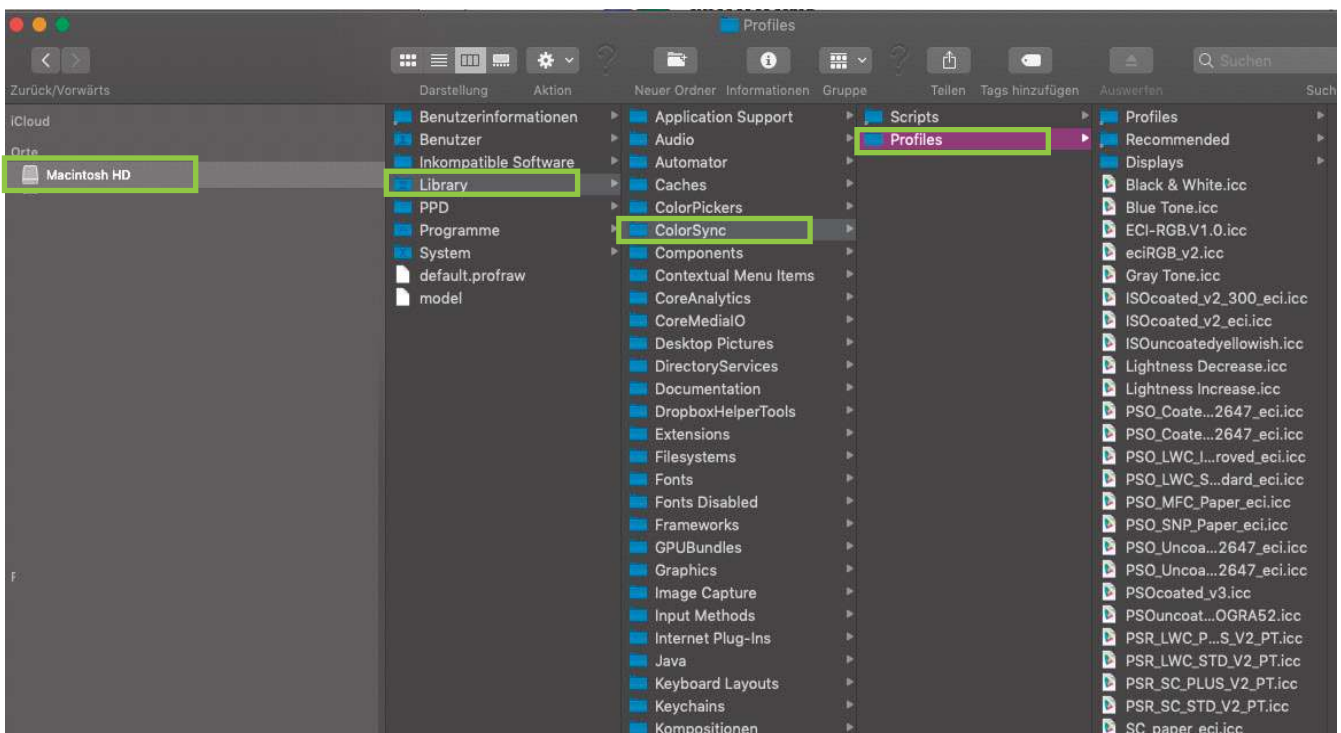 Profiles
Zurück/Vorwärts
Darstellung
Aktion
Neuer Ordner
Informationen
Gruppe
Teilen
Tags hinzufügen
Auswerfen
Suchen
Such
iCloud
Orte
Macintosh HD
F
Benutzerinformationen
Benutzer
Inkompatible Software
Library
PPD
Programme
System
default.profraw
model
Application Support
Audio
Automator
Caches
ColorPickers
ColorSync
Components
Contextual Menu Items
CoreAnalytics
CoreMediaIO
Desktop Pictures
DirectoryServices
Documentation
DropboxHelperTools
Extensions
Filesystems
Fonts
Fonts Disabled
Frameworks
GPUBundles
Graphics
Image Capture
Input Methods
Internet Plug-Ins
Java
Keyboard Layouts
Keychains
Kompositionen
Scripts
Profiles
Profiles
Recommended
Displays
Black & White.icc
Blue Tone.icc
ECI-RGB.V1.0.icc
eciRGB_v2.icc
Gray Tone.icc
ISOcoated_v2_300_eci.icc
ISOcoated_v2_eci.icc
ISOuncoatedyellowish.icc
Lightness Decrease.icc
Lightness Increase.icc
PSO_Coate...2647_eci.icc
PSO_Coate...2647_eci.icc
PSO_LWC_I...roved_eci.icc
PSO_LWC_S...dard_eci.icc
PSO_MFC_Paper_eci.icc
PSO_SNP_Paper_eci.icc
PSO_Uncoa...2647_eci.icc
PSO_Uncoa...2647_eci.icc
PSOcoated_v3.icc
PSOuncoat...OGRA52.icc
PSR_LWC_P...S_V2_PT.icc
PSR_LWC_STD_V2_PT.icc
PSR_SC_PLUS_V2_PT.icc
PSR_SC_STD_V2_PT.icc
SC_paper_eci.icc